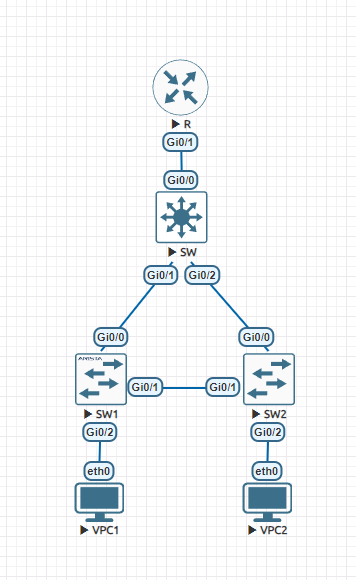 R
Gi0/1
Gi0/0
SW
Gi0/1 Gi0/2
Gi0/0 Gi0/0
ARISTA
Gi0/1 Gi0/1
SW1 SW2
Gi0/2 Gi0/2
eth0 eth0
VPC1 VPC2